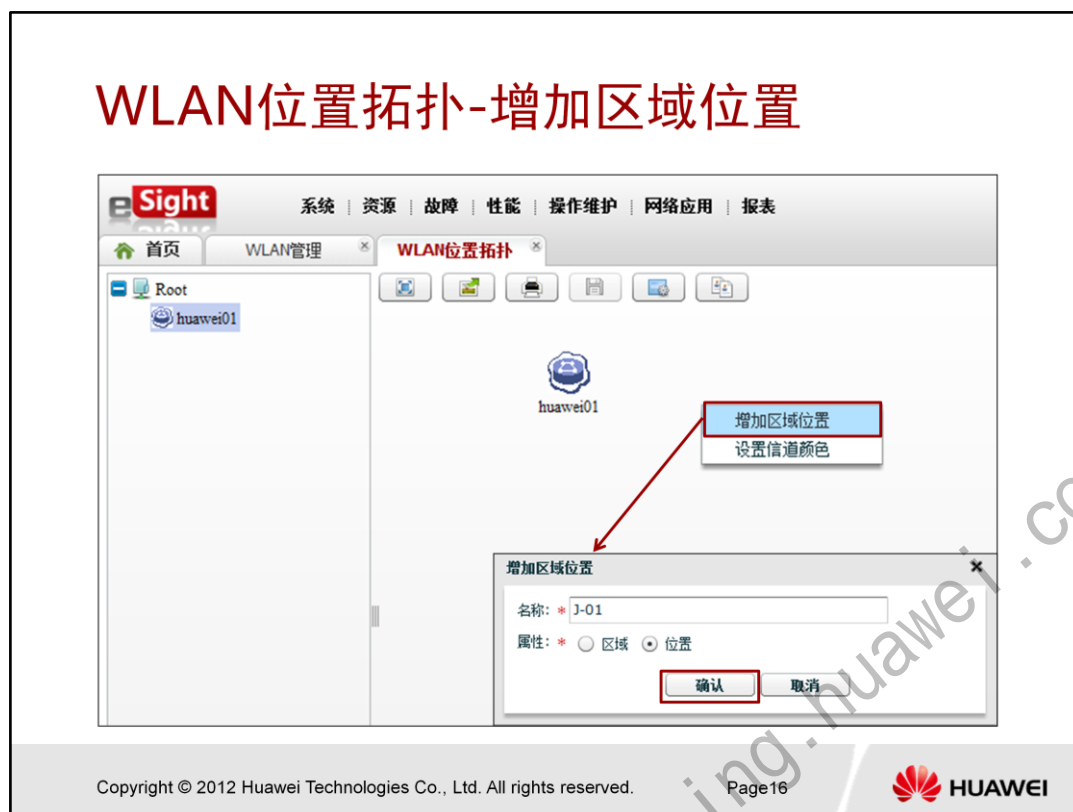 WLAN位置拓扑-增加区域位置
eSight
系统 | 资源 | 故障 | 性能 | 操作维护 | 网络应用 | 报表
首页 WLAN管理 × WLAN位置拓扑 ×
Root
huawei01
huawei01
增加区域位置
设置信道颜色
增加区域位置 ×
名称: * J-01
属性: * 区域 位置
确认 取消
ing.huawei.co
Copyright © 2012 Huawei Technologies Co., Ltd. All rights reserved. Page16 HUAWEI